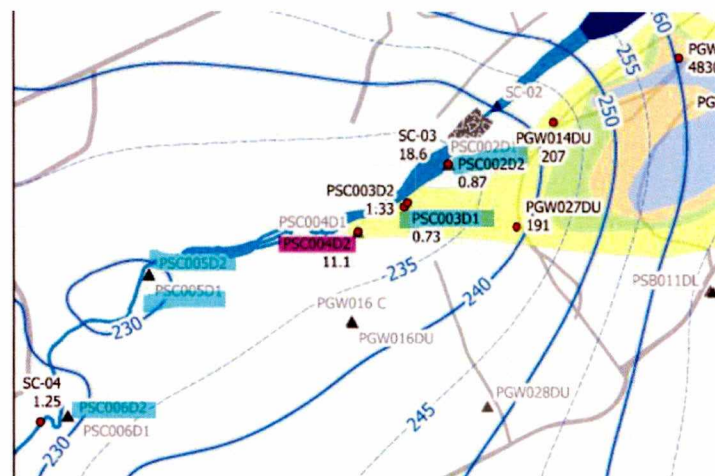 260
255
PGW
4830
SC-02
250
PG
SC-03
18.6
PSC002D1
PGW014DU
207
PSC002D2
0.87
PSC003D2
1.33
PSC004D1
PSC003D1
0.73
PGW027DU
191
PSC004D2
11.1
PSC005D2
235
PSC005D1
240
PSB011DL
PGW016 C
230
PGW016DU
SC-04
1.25
PSC006D2
PGW028DU
245
PSC006D1
230